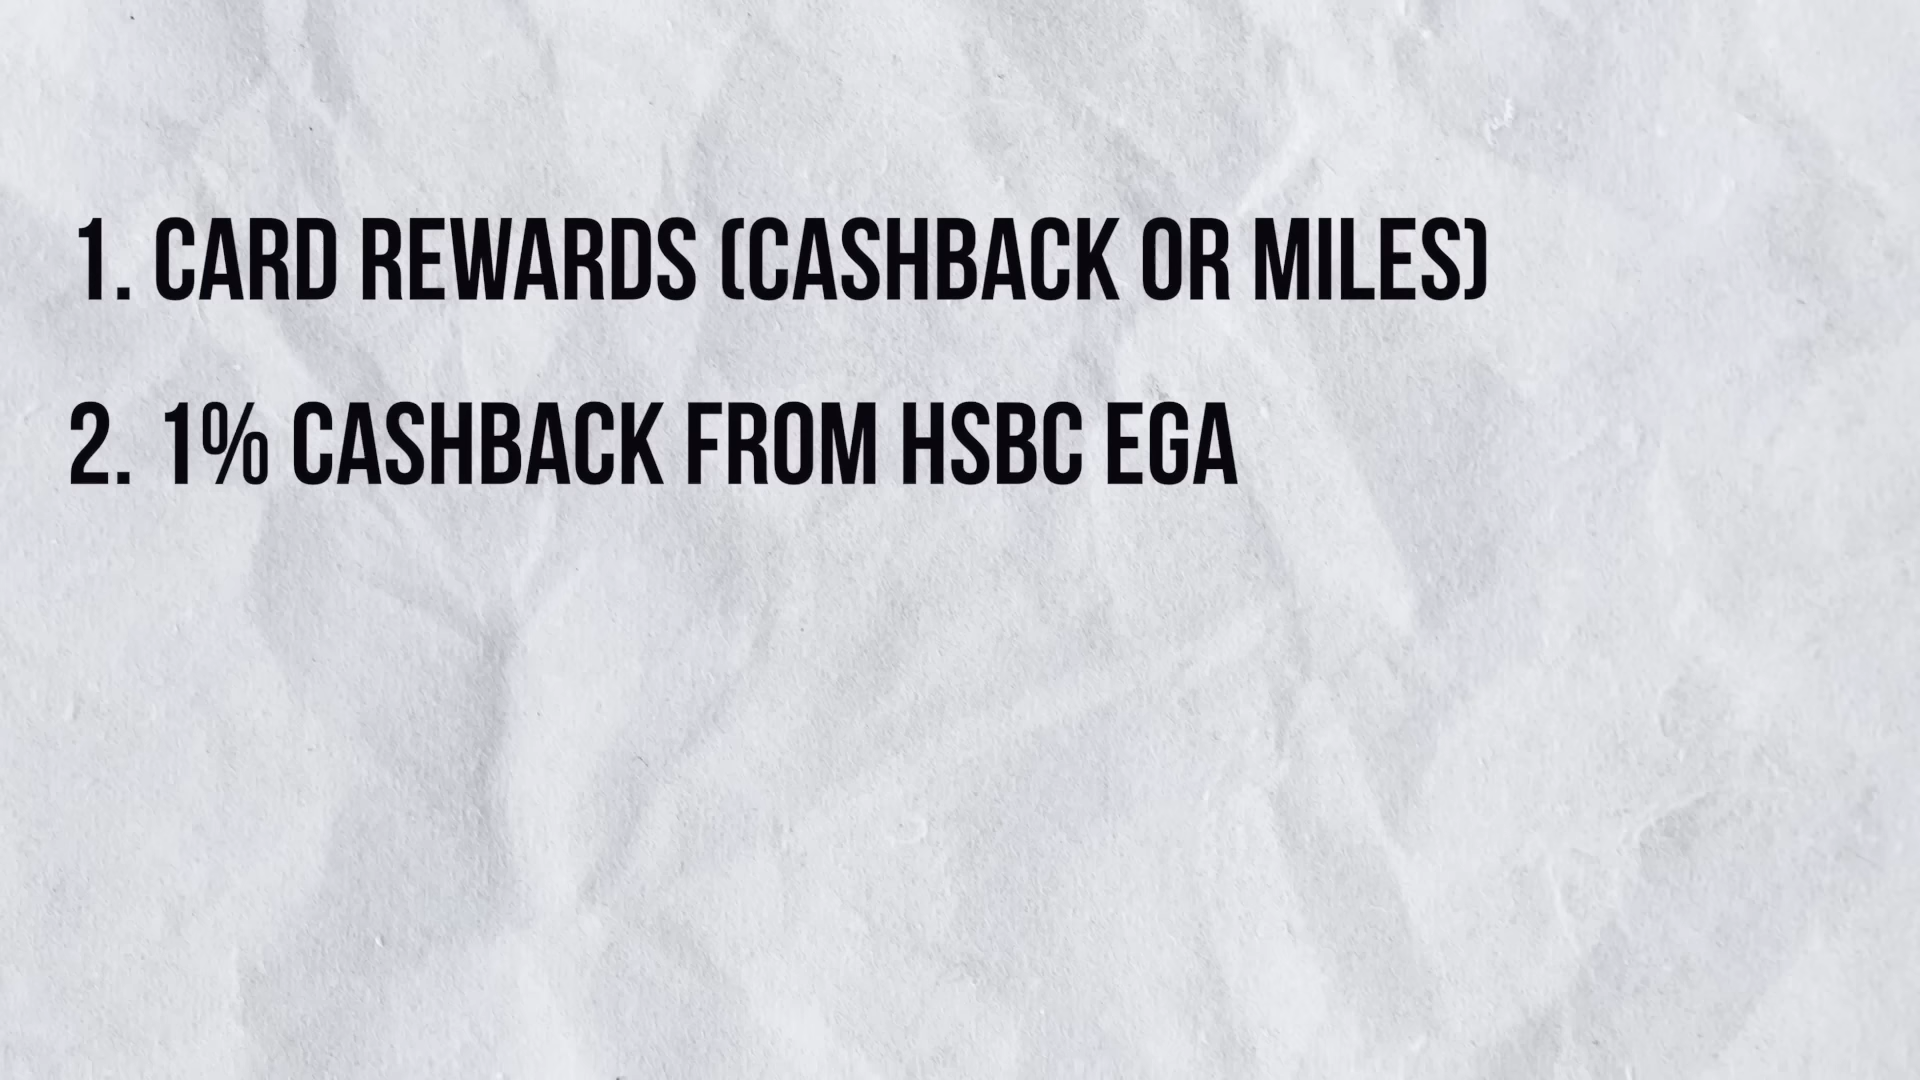 1. CARD REWARDS (CASHBACK OR MILES)
2. 1% CASHBACK FROM HSBC EGA